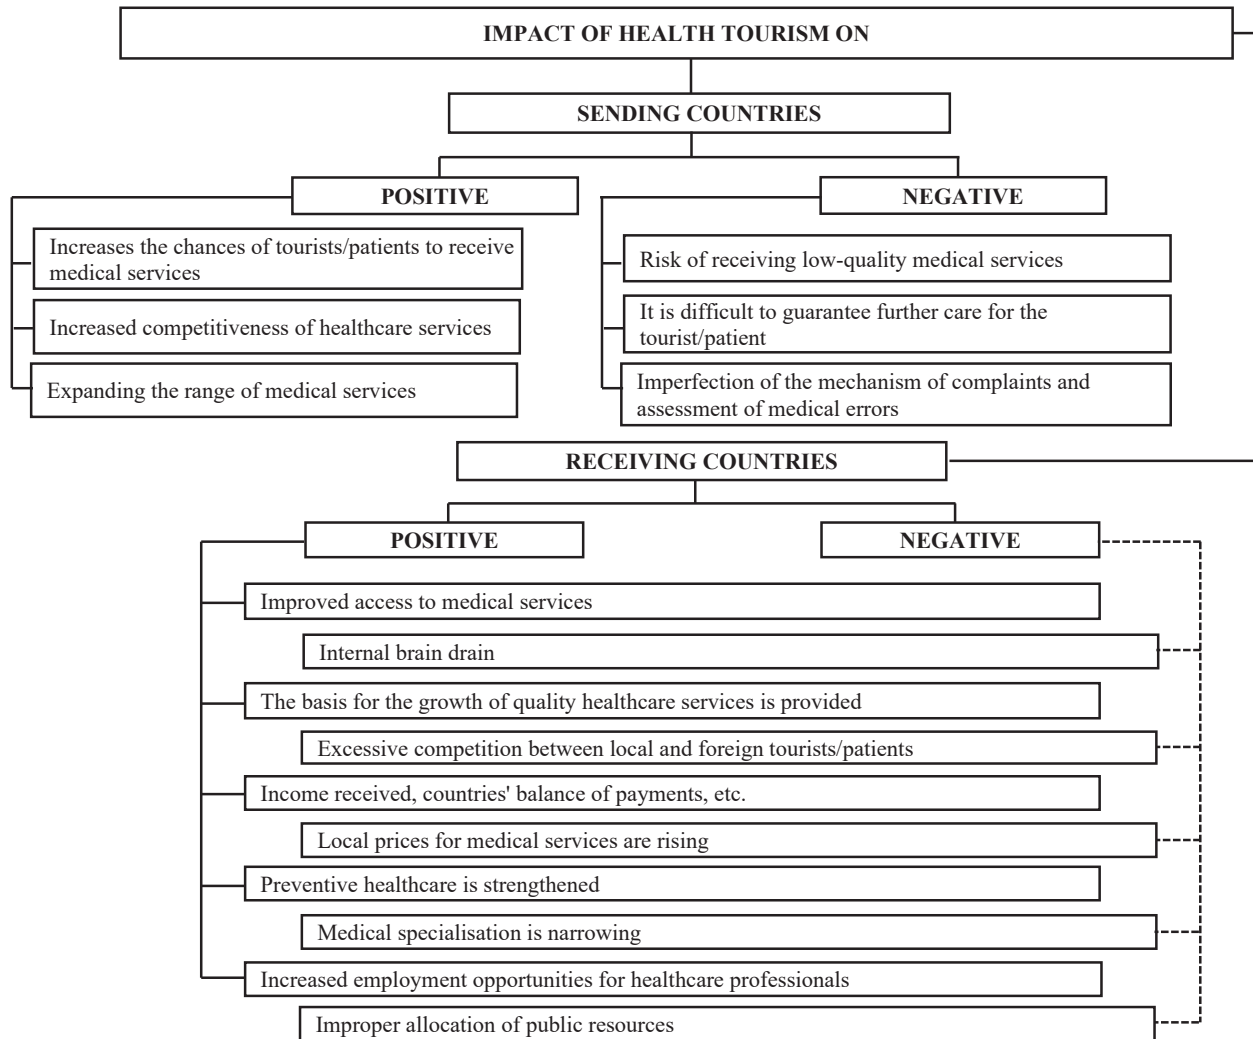 IMPACT OF HEALTH TOURISM ON
SENDING COUNTRIES
POSITIVE
Increases the chances of tourists/patients to receive
medical services
Increased competitiveness of healthcare services
Expanding the range of medical services
NEGATIVE
Risk of receiving low-quality medical services
It is difficult to guarantee further care for the
tourist/patient
Imperfection of the mechanism of complaints and
assessment of medical errors
RECEIVING COUNTRIES
POSITIVE
NEGATIVE
Improved access to medical services
Internal brain drain
The basis for the growth of quality healthcare services is provided
Excessive competition between local and foreign tourists/patients
Income received, countries' balance of payments, etc.
Local prices for medical services are rising
Preventive healthcare is strengthened
Medical specialisation is narrowing
Increased employment opportunities for healthcare professionals
Improper allocation of public resources